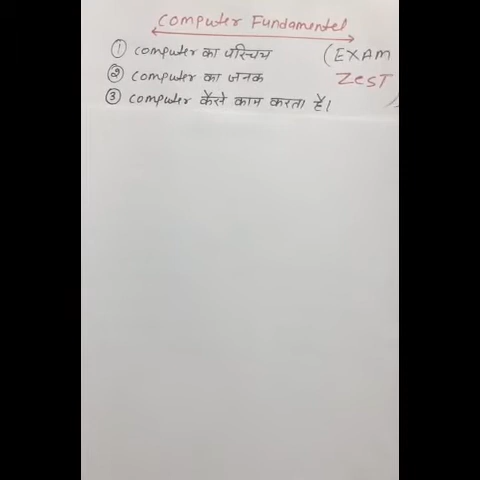 Computer Fundamentel
① Computer का परिचय (EXAM
② Computer का जनक ZesT
③ Computer कैसे काम करता है।